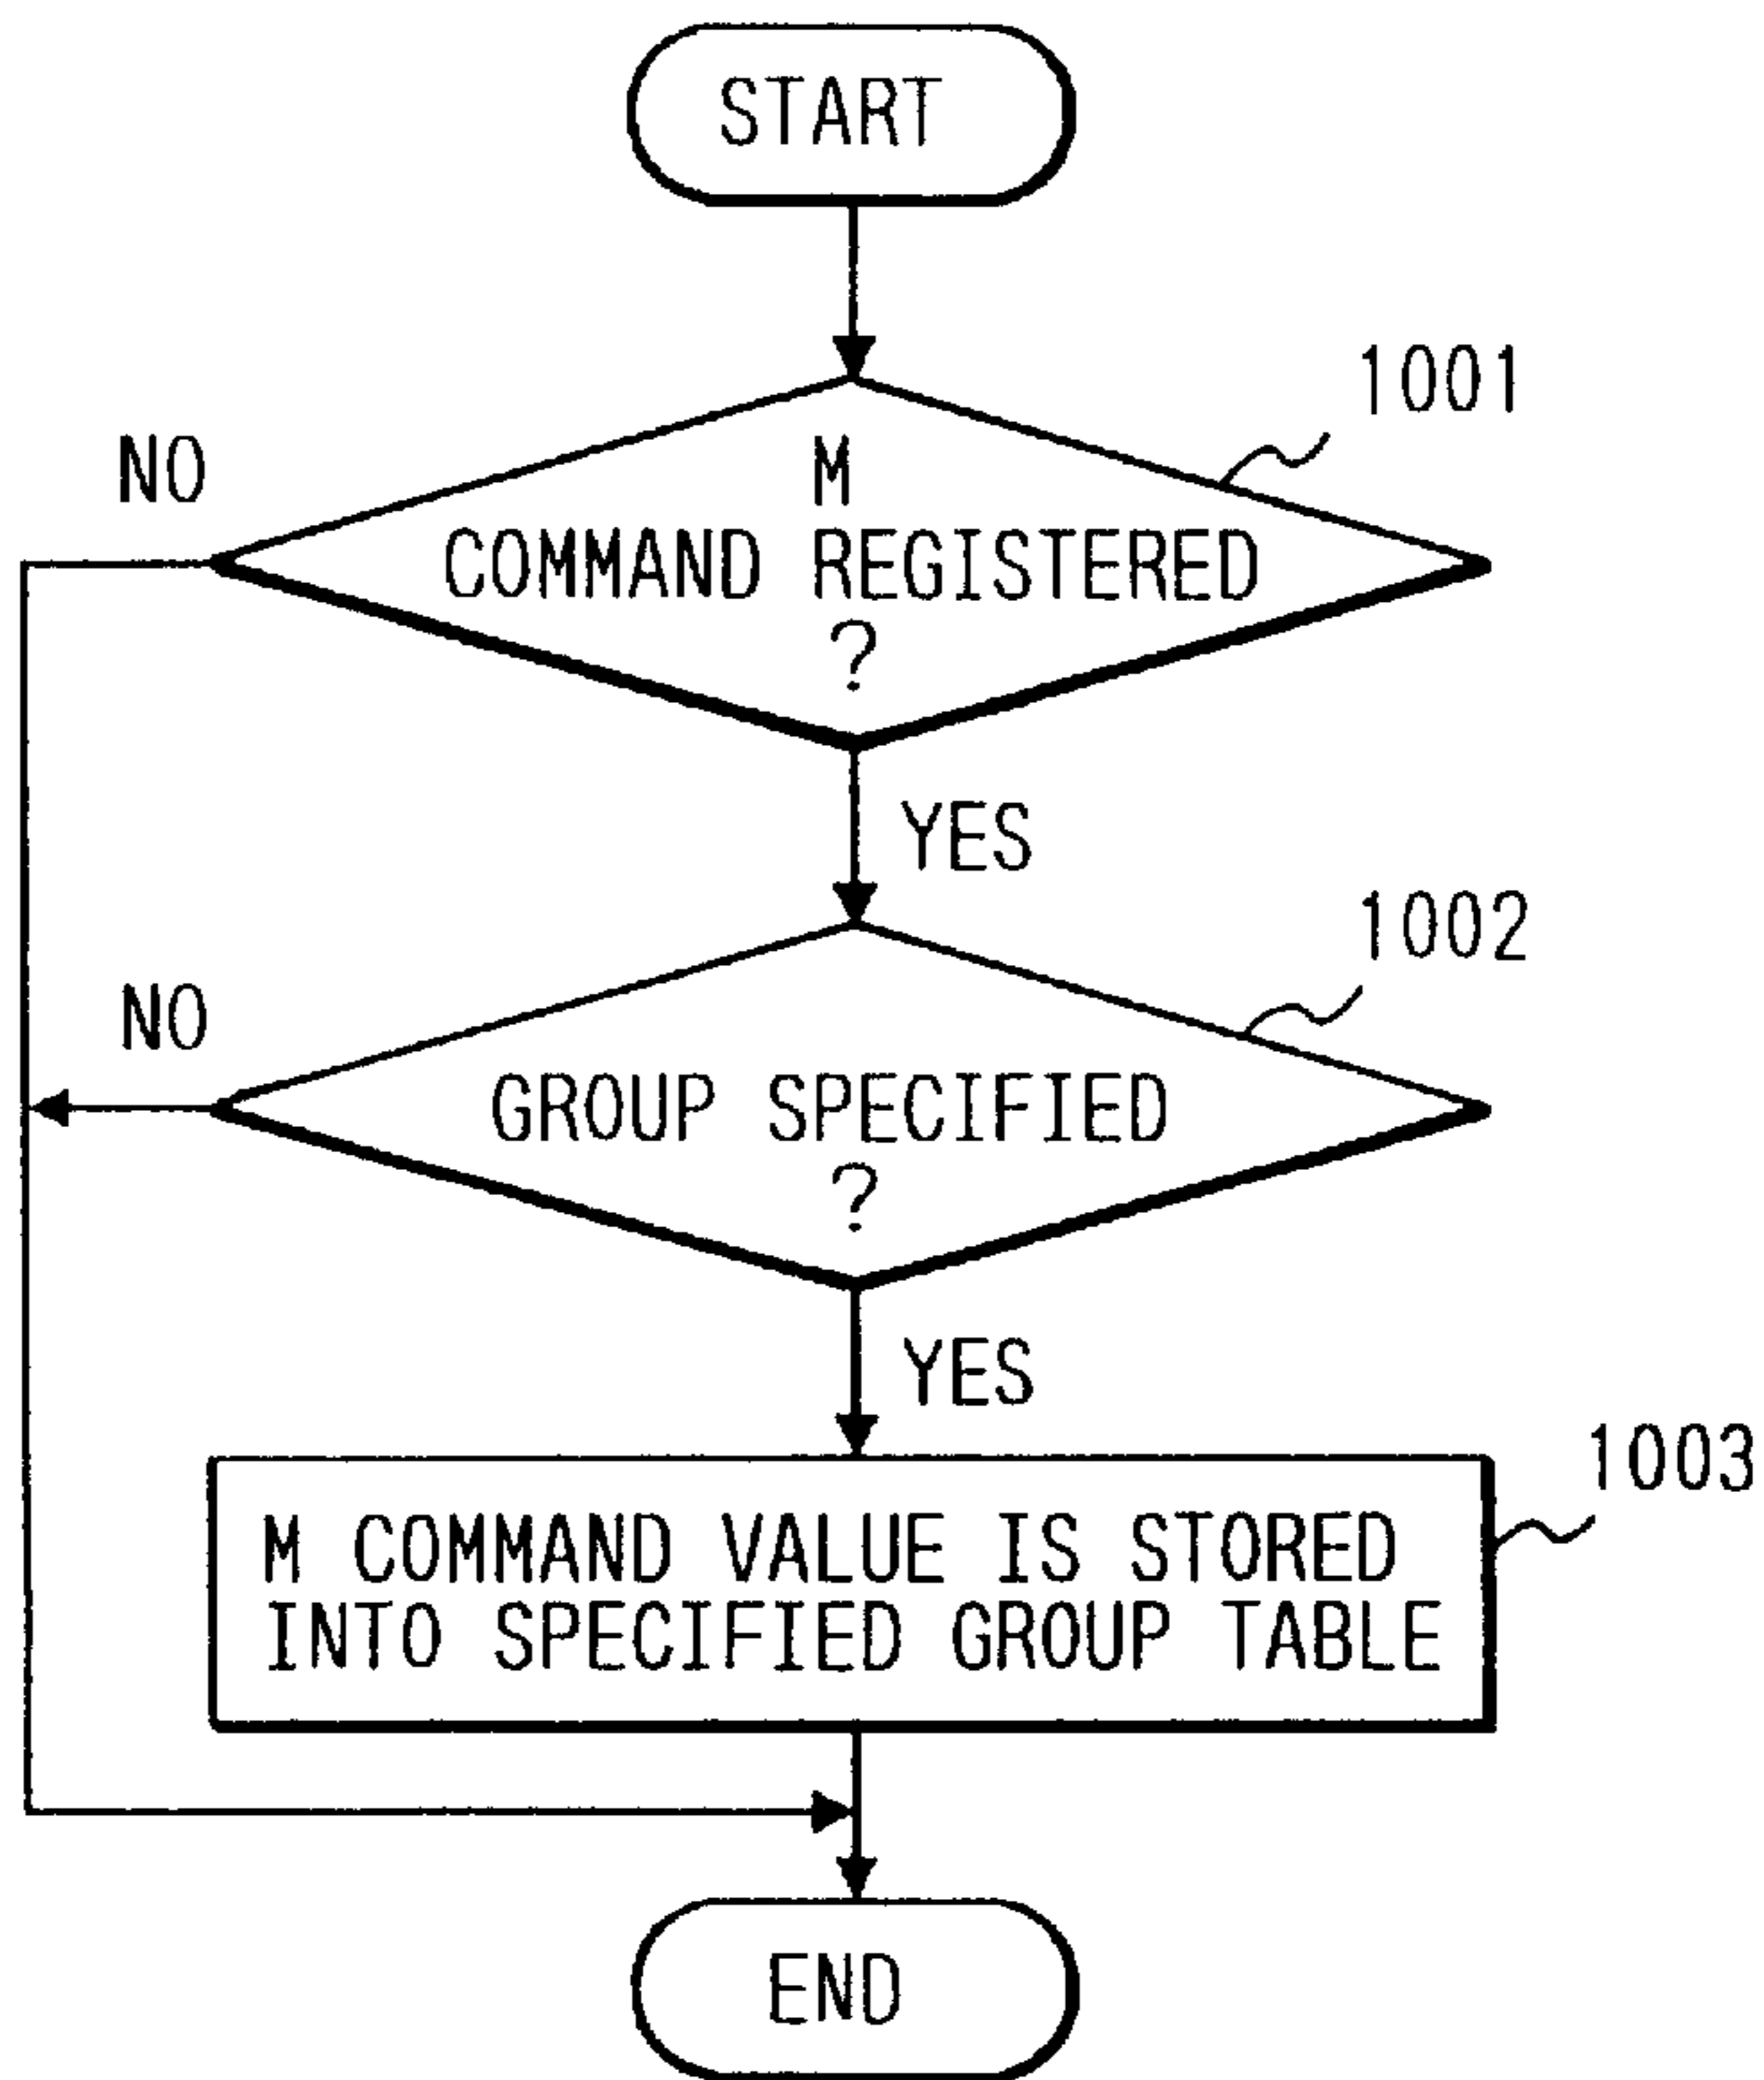 START
1001
NO
M
COMMAND REGISTERED
?
YES
1002
NO
GROUP SPECIFIED
?
YES
1003
M COMMAND VALUE IS STORED
INTO SPECIFIED GROUP TABLE
END